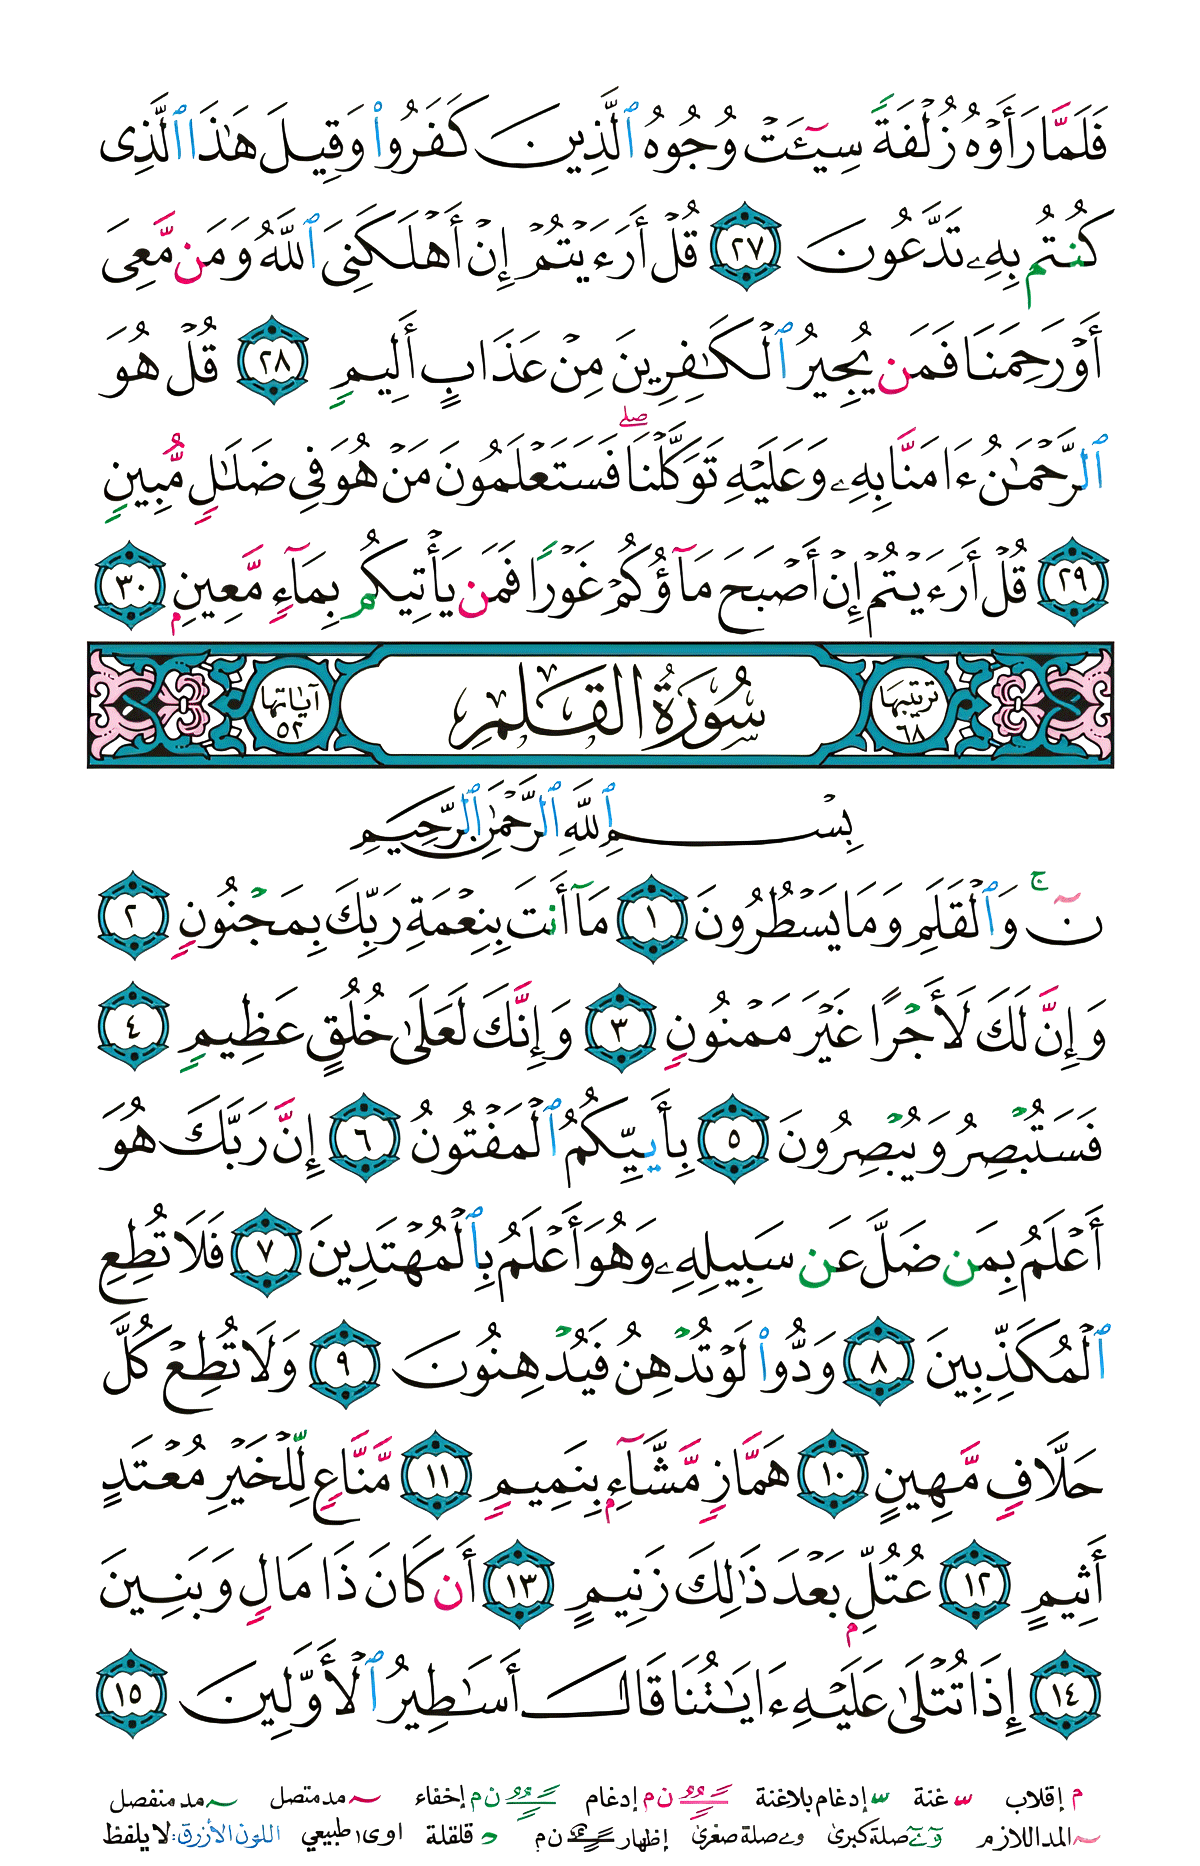 فَلَمَّا رَأَوۡهُ زُلۡفَةٗ سِيٓـَٔتۡ وُجُوهُ ٱلَّذِينَ كَفَرُواْ وَقِيلَ هَٰذَا ٱلَّذِي
كُنتُم بِهِۦ تَدَّعُونَ ٢٧ قُلۡ أَرَءَيۡتُمۡ إِنۡ أَهۡلَكَنِيَ ٱللَّهُ وَمَن مَّعِيَ
أَوۡ رَحِمَنَا فَمَن يُجِيرُ ٱلۡكَٰفِرِينَ مِنۡ عَذَابٍ أَلِيمٖ ٢٨ قُلۡ هُوَ
ٱلرَّحۡمَٰنُ ءَامَنَّا بِهِۦ وَعَلَيۡهِ تَوَكَّلۡنَاۖ فَسَتَعۡلَمُونَ مَنۡ هُوَ فِي ضَلَٰلٖ مُّبِينٖ
٢٩ قُلۡ أَرَءَيۡتُمۡ إِنۡ أَصۡبَحَ مَآؤُكُمۡ غَوۡرٗا فَمَن يَأۡتِيكُم بِمَآءٖ مَّعِينِۭ ٣٠
ترتيبها ٦٨ سُورَةُ القَلَمِ آياتها ٥٢
بِسۡمِ ٱللَّهِ ٱلرَّحۡمَٰنِ ٱلرَّحِيمِ
نٓۚ وَٱلۡقَلَمِ وَمَا يَسۡطُرُونَ ١ مَآ أَنتَ بِنِعۡمَةِ رَبِّكَ بِمَجۡنُونٖ ٢
وَإِنَّ لَكَ لَأَجۡرًا غَيۡرَ مَمۡنُونٖ ٣ وَإِنَّكَ لَعَلَىٰ خُلُقٍ عَظِيمٖ ٤
فَسَتُبۡصِرُ وَيُبۡصِرُونَ ٥ بِأَييِّكُمُ ٱلۡمَفۡتُونُ ٦ إِنَّ رَبَّكَ هُوَ
أَعۡلَمُ بِمَن ضَلَّ عَن سَبِيلِهِۦ وَهُوَ أَعۡلَمُ بِٱلۡمُهۡتَدِينَ ٧ فَلَا تُطِعِ
ٱلۡمُكَذِّبِينَ ٨ وَدُّواْ لَوۡ تُدۡهِنُ فَيُدۡهِنُونَ ٩ وَلَا تُطِعۡ كُلَّ
حَلَّافٖ مَّهِينٍ ١٠ هَمَّازٖ مَّشَّآءِۭ بِنَمِيمٖ ١١ مَّنَّاعٖ لِّلۡخَيۡرِ مُعۡتَدٍ
أَثِيمٍ ١٢ عُتُلِّۭ بَعۡدَ ذَٰلِكَ زَنِيمٍ ١٣ أَن كَانَ ذَا مَالٖ وَبَنِينَ
١٤ إِذَا تُتۡلَىٰ عَلَيۡهِ ءَايَٰتُنَا قَالَ أَسَٰطِيرُ ٱلۡأَوَّلِينَ ١٥
م إقلاب غنة إدغام بلاغنة ن م إدغام ن م إخفاء مد متصل مد منفصل
المد اللازم صلة كبرى و ے صلة صغرى إظهار ن م قلقلة اوى طبيعي اللون الأزرق: لا يلفظ